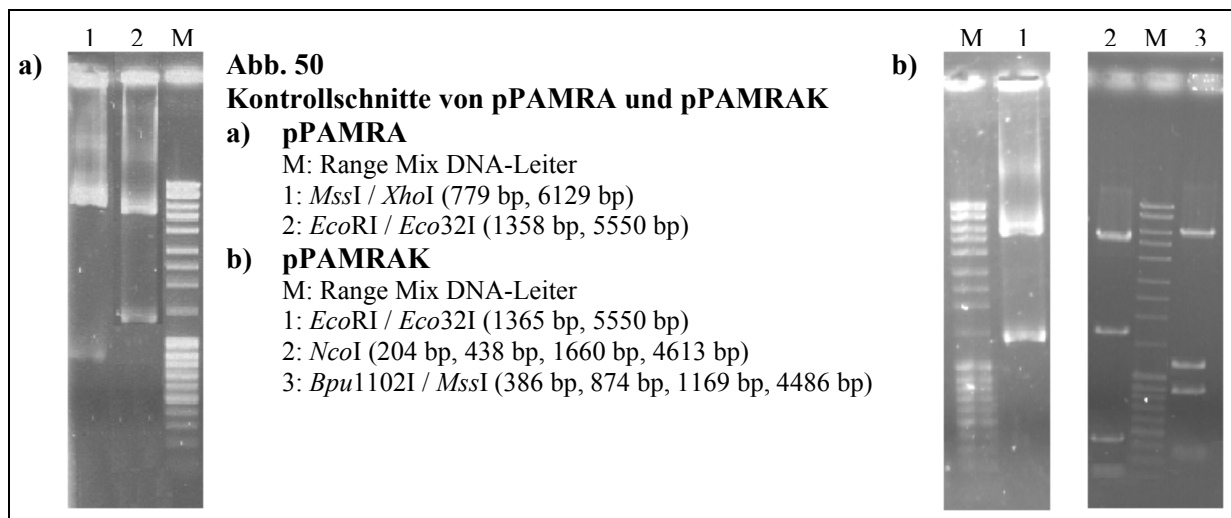 1 2 M
a)
Abb. 50
Kontrollschnitte von pPAMRA und pPAMRAK
a) pPAMRA
M: Range Mix DNA-Leiter
1: MssI / XhoI (779 bp, 6129 bp)
2: EcoRI / Eco32I (1358 bp, 5550 bp)
b) pPAMRAK
M: Range Mix DNA-Leiter
1: EcoRI / Eco32I (1365 bp, 5550 bp)
2: NcoI (204 bp, 438 bp, 1660 bp, 4613 bp)
3: Bpu1102I / MssI (386 bp, 874 bp, 1169 bp, 4486 bp)
b)
M 1
2 M 3